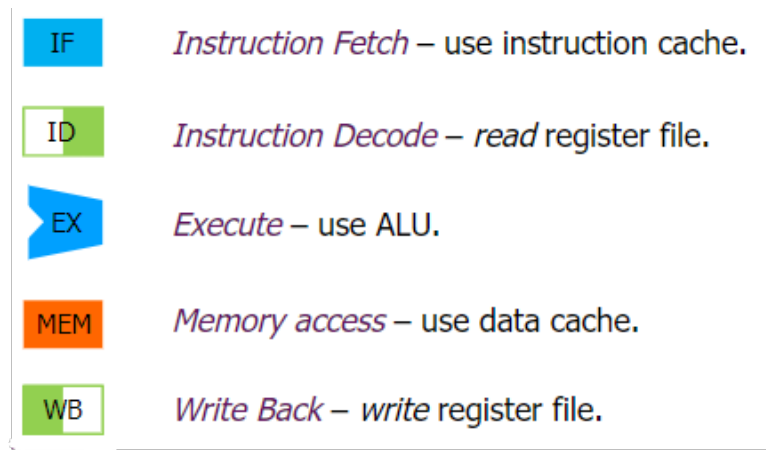 IF Instruction Fetch – use instruction cache.
ID Instruction Decode – read register file.
EX Execute – use ALU.
MEM Memory access – use data cache.
WB Write Back – write register file.